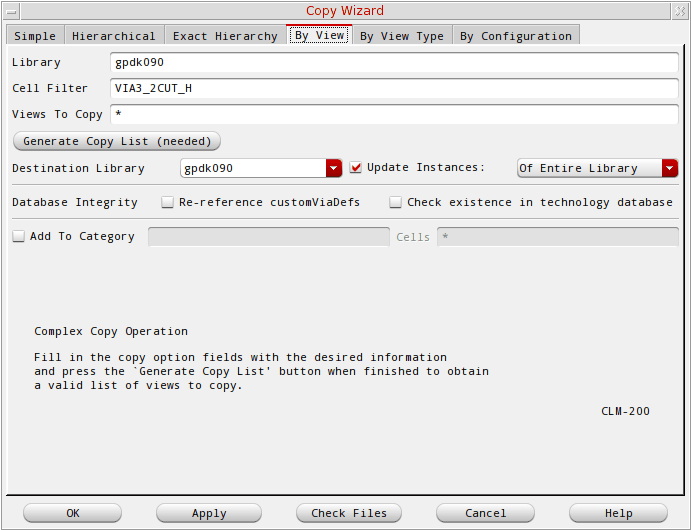 Copy Wizard
Simple Hierarchical Exact Hierarchy By View By View Type By Configuration
Library gpdk090
Cell Filter VIA3_2CUT_H
Views To Copy *
Generate Copy List (needed)
Destination Library gpdk090 Update Instances: Of Entire Library
Database Integrity Re-reference customViaDefs Check existence in technology database
Add To Category Cells *
Complex Copy Operation
Fill in the copy option fields with the desired information
and press the `Generate Copy List' button when finished to obtain
a valid list of views to copy.
CLM-200
OK Apply Check Files Cancel Help